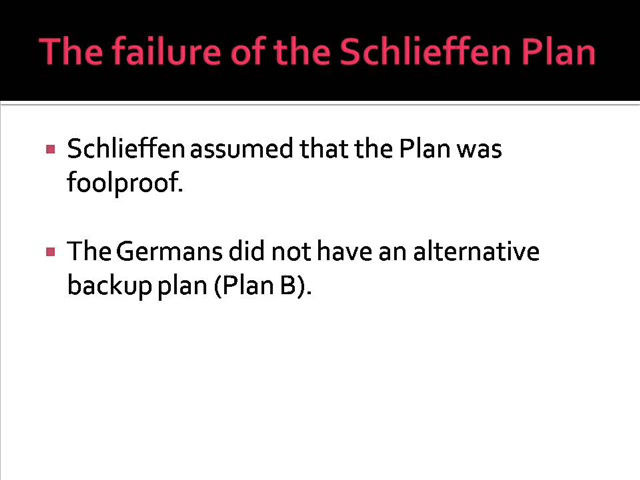 The failure of the Schlieffen Plan
Schlieffen assumed that the Plan was
foolproof.
The Germans did not have an alternative
backup plan (Plan B).